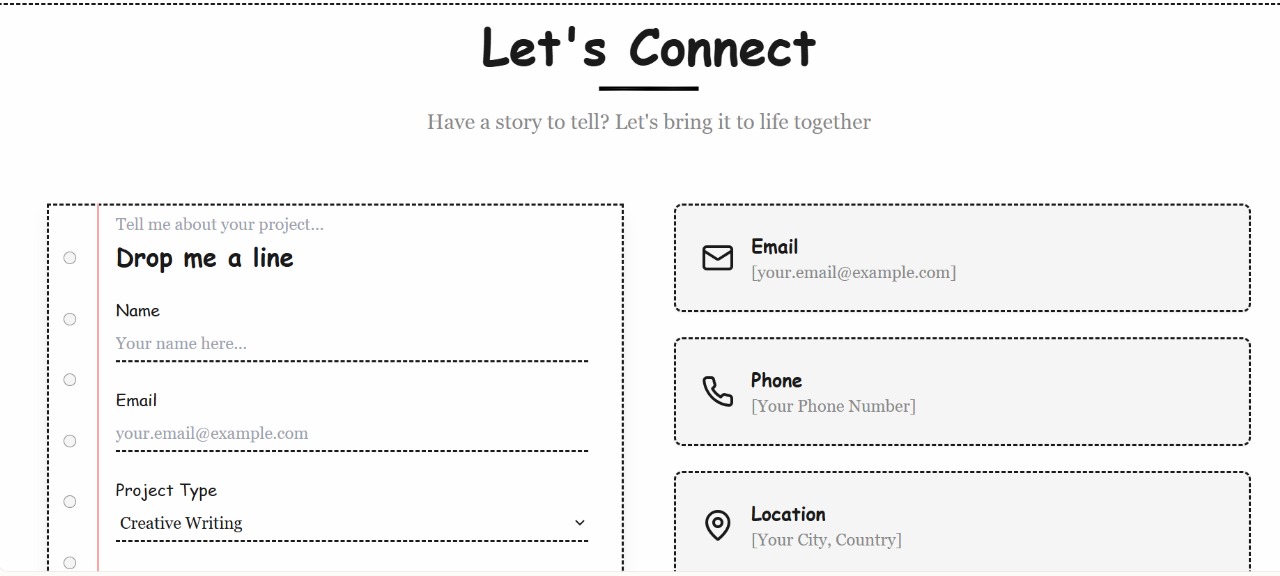 Let's Connect
Have a story to tell? Let's bring it to life together
Tell me about your project...
Drop me a line
Name
Your name here...
Email
your.email@example.com
Project Type
Creative Writing
Email
[your.email@example.com]
Phone
[Your Phone Number]
Location
[Your City, Country]